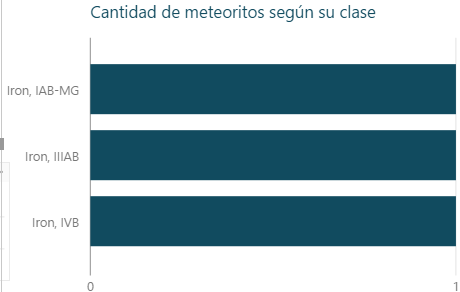 Cantidad de meteoritos según su clase
Iron, IAB-MG
Iron, IIIAB
Iron, IVB
0 1